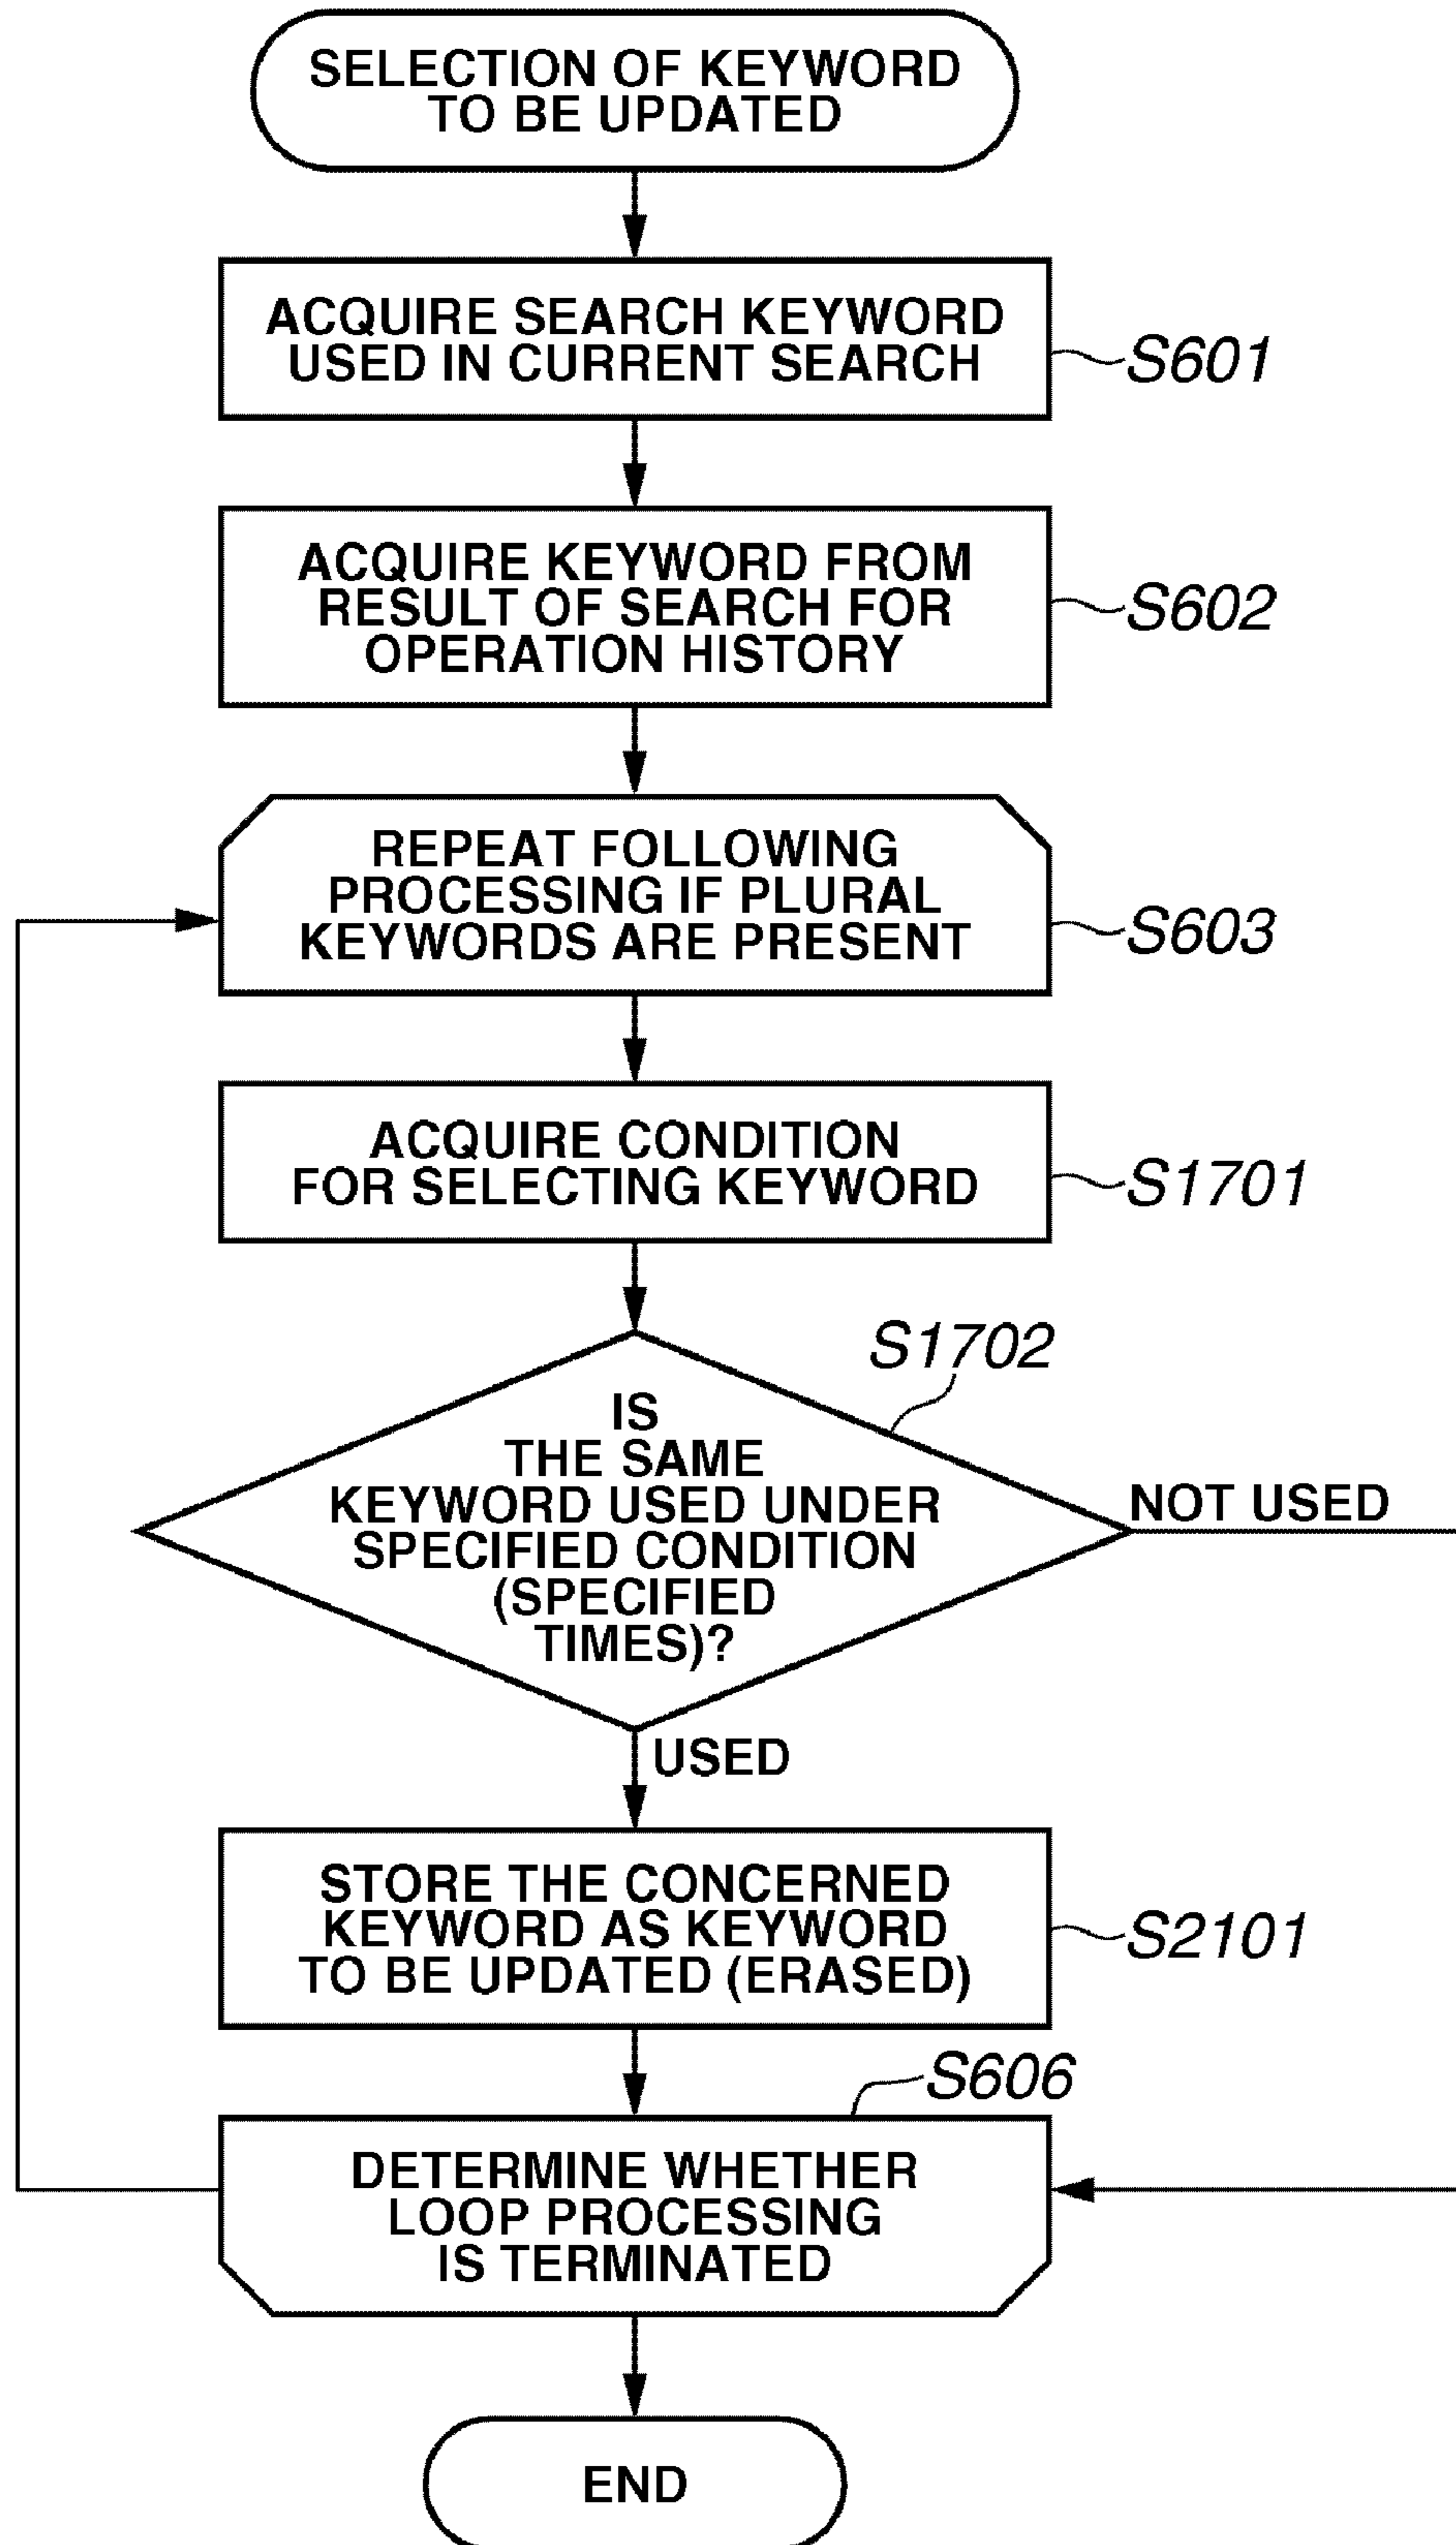 SELECTION OF KEYWORD
TO BE UPDATED
ACQUIRE SEARCH KEYWORD
USED IN CURRENT SEARCH
S601
ACQUIRE KEYWORD FROM
RESULT OF SEARCH FOR
OPERATION HISTORY
S602
REPEAT FOLLOWING
PROCESSING IF PLURAL
KEYWORDS ARE PRESENT
S603
ACQUIRE CONDITION
FOR SELECTING KEYWORD
S1701
S1702
IS
THE SAME
KEYWORD USED UNDER
SPECIFIED CONDITION
(SPECIFIED
TIMES)?
NOT USED
USED
STORE THE CONCERNED
KEYWORD AS KEYWORD
TO BE UPDATED (ERASED)
S2101
S606
DETERMINE WHETHER
LOOP PROCESSING
IS TERMINATED
END